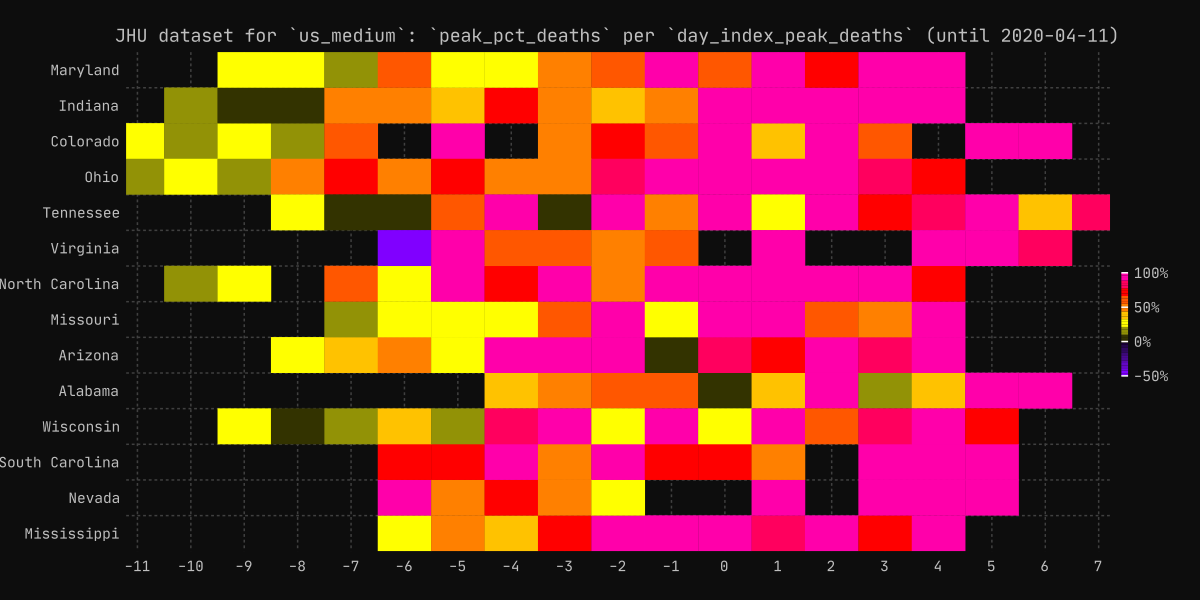 JHU dataset for `us_medium`: `peak_pct_deaths` per `day_index_peak_deaths` (until 2020-04-11)
Maryland
Indiana
Colorado
Ohio
Tennessee
Virginia
North Carolina
Missouri
Arizona
Alabama
Wisconsin
South Carolina
Nevada
Mississippi
-11 -10 -9 -8 -7 -6 -5 -4 -3 -2 -1 0 1 2 3 4 5 6 7
100%
50%
0%
-50%